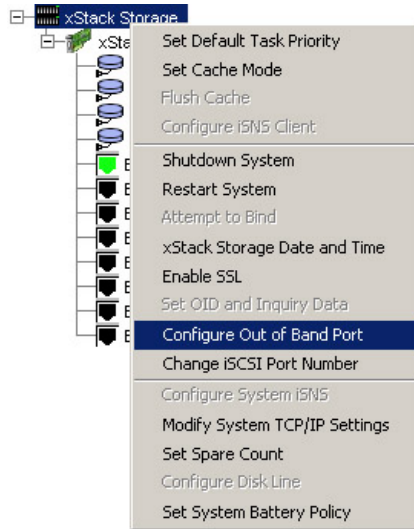 xStack Storage
xSta
Set Default Task Priority
Set Cache Mode
Flush Cache
Configure iSNS Client
Shutdown System
E
Restart System
E
Attempt to Bind
E
xStack Storage Date and Time
E
Enable SSL
E
Set OID and Inquiry Data
E
Configure Out of Band Port
E
Change iSCSI Port Number
Configure System iSNS
Modify System TCP/IP Settings
Set Spare Count
Configure Disk Line
Set System Battery Policy